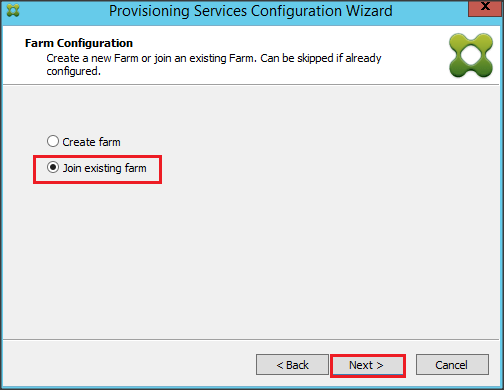 Provisioning Services Configuration Wizard
X
Farm Configuration
Create a new Farm or join an existing Farm. Can be skipped if already
configured.
Create farm
Join existing farm
< Back
Next >
Cancel